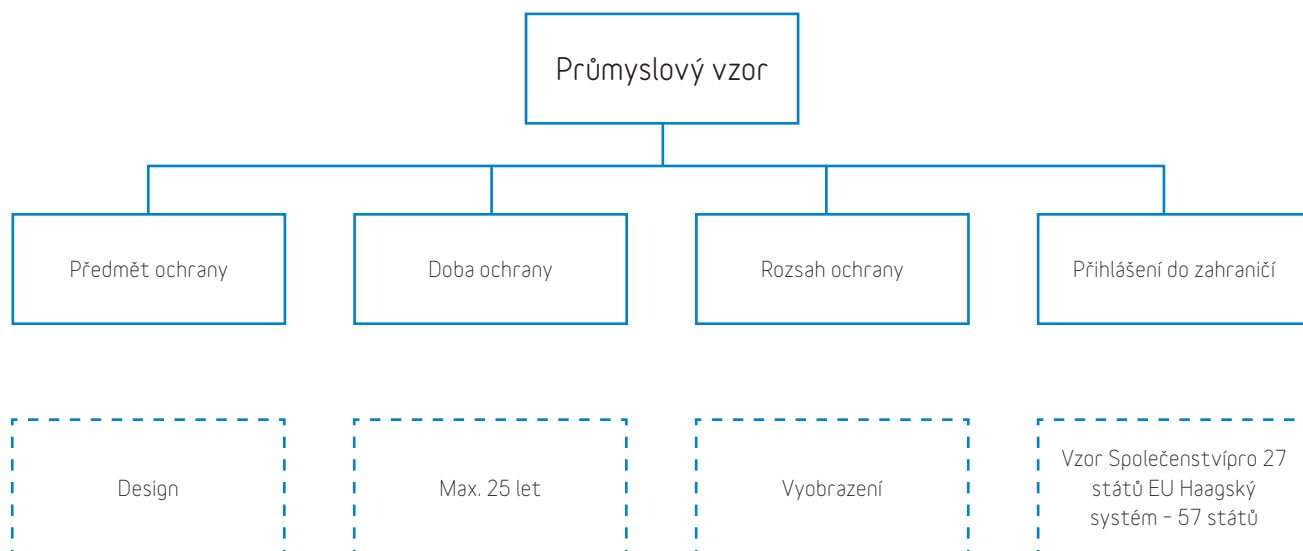 Průmyslový vzor
Předmět ochrany
Doba ochrany
Rozsah ochrany
Přihlášení do zahraničí
Design
Max. 25 let
Vyobrazení
Vzor Společenstvípro 27
států EU Haagský
systém – 57 států